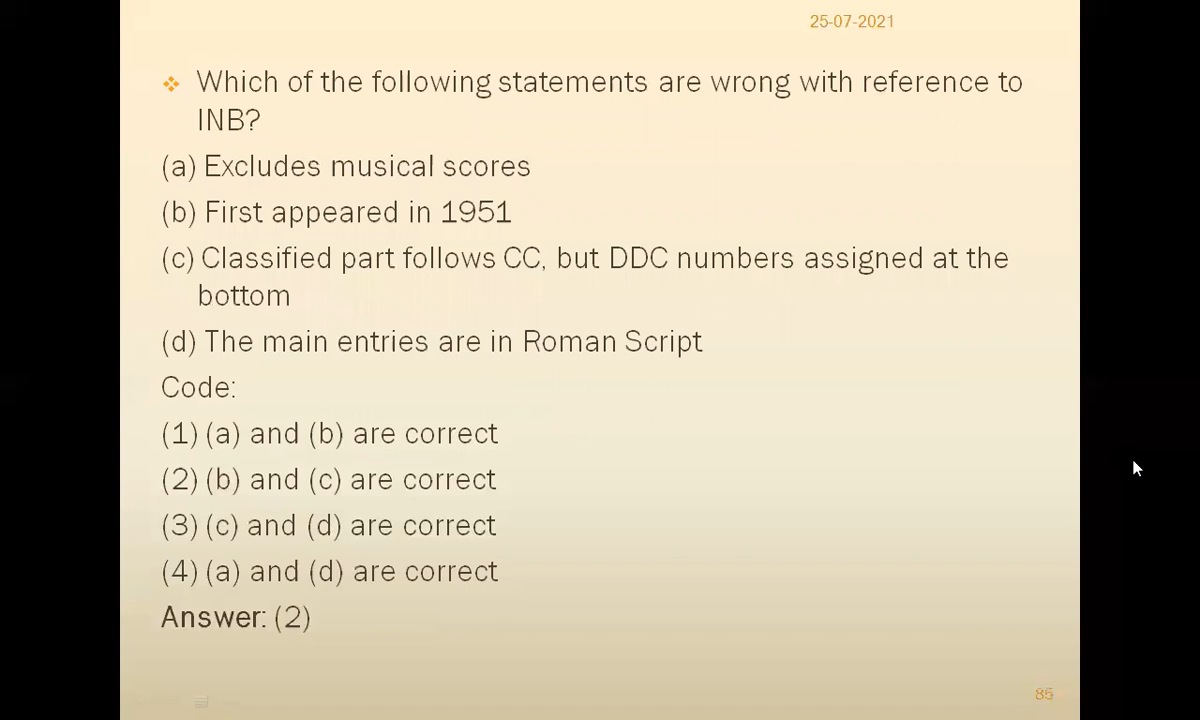 25-07-2021
❖ Which of the following statements are wrong with reference to
INB?
(a) Excludes musical scores
(b) First appeared in 1951
(c) Classified part follows CC, but DDC numbers assigned at the
bottom
(d) The main entries are in Roman Script
Code:
(1) (a) and (b) are correct
(2) (b) and (c) are correct
(3) (c) and (d) are correct
(4) (a) and (d) are correct
Answer: (2)
85